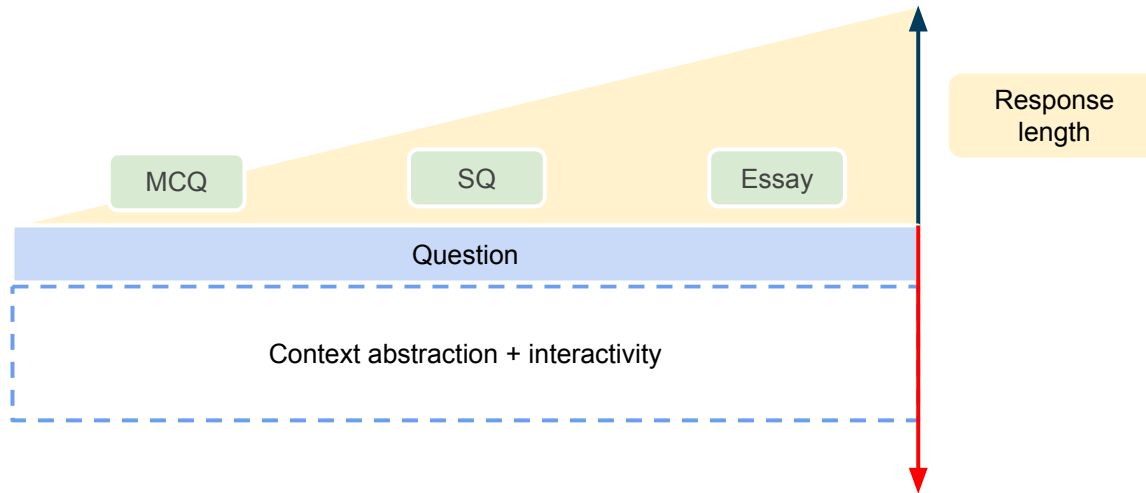 Response
length
MCQ
SQ
Essay
Question
Context abstraction + interactivity